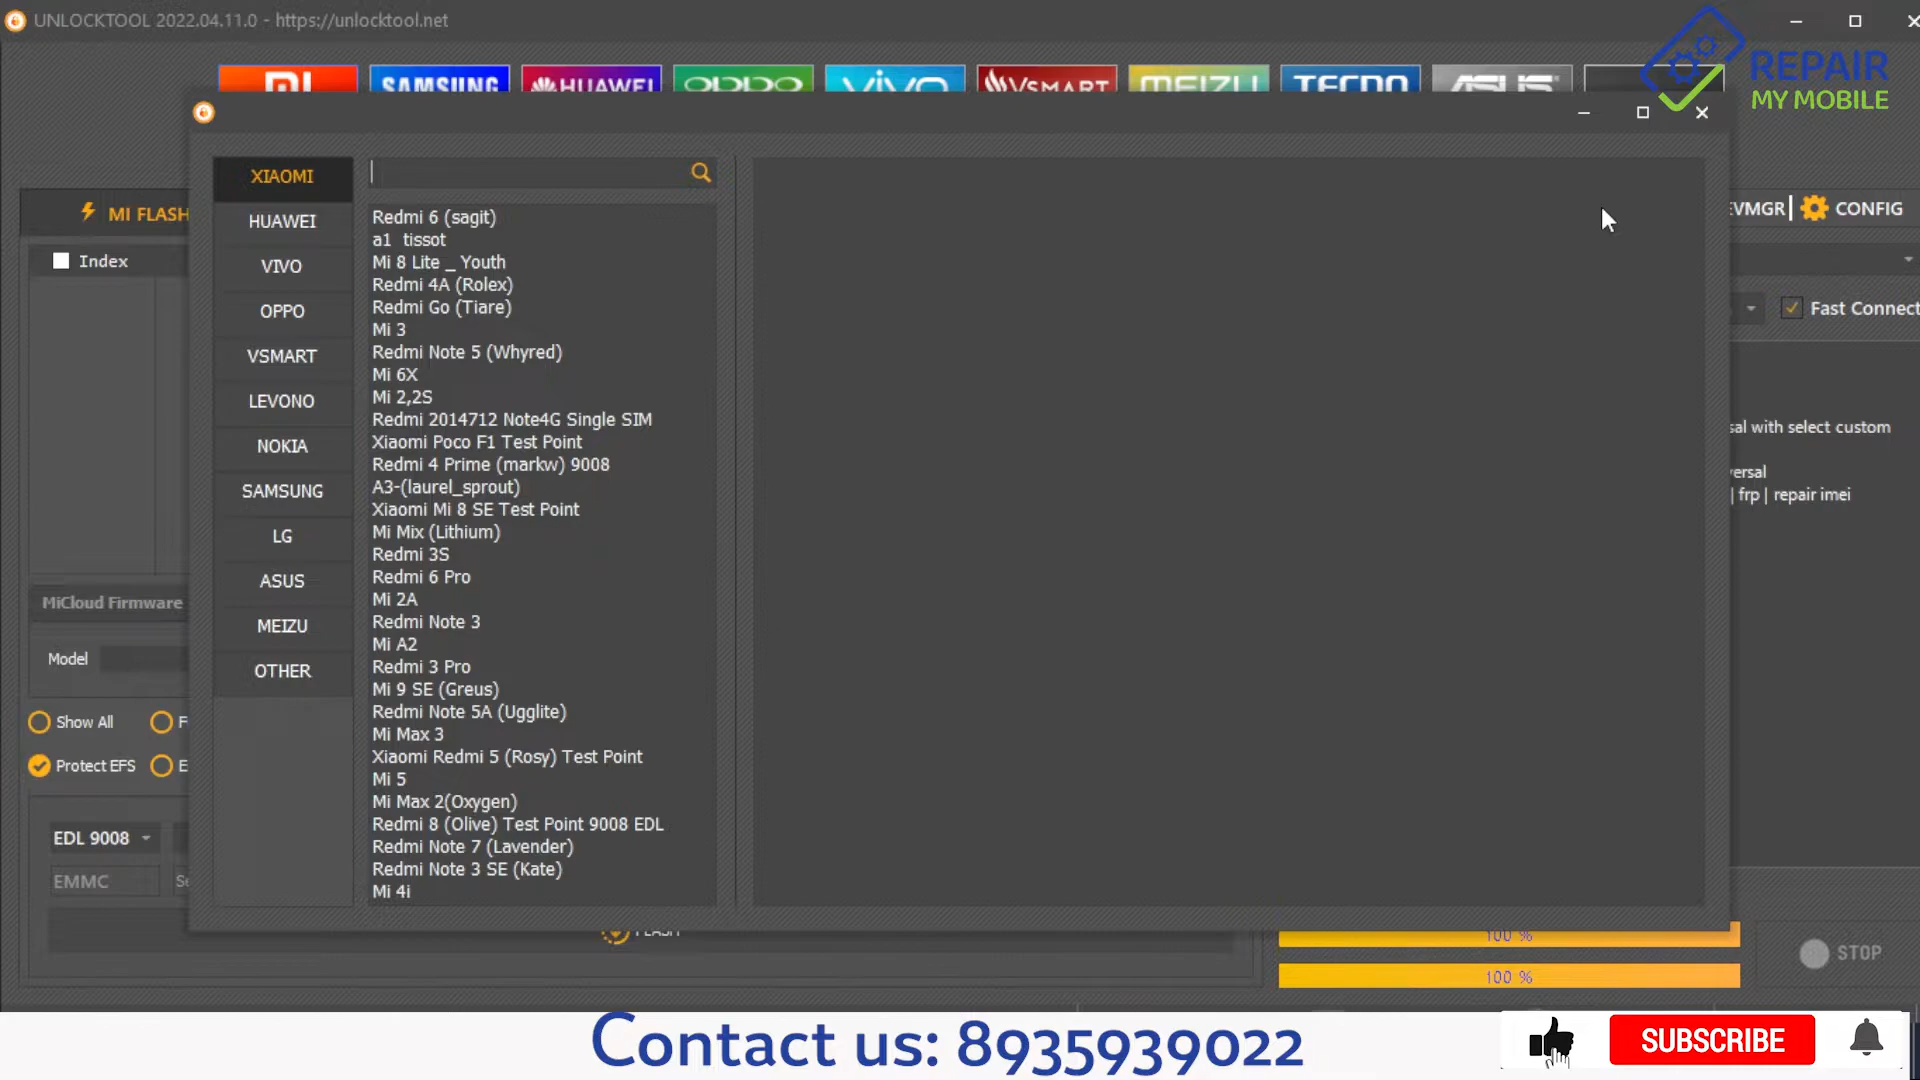 UNLOCKTOOL 2022.04.11.0 - https://unlocktool.net
SAMSUNG
HUAWEI
oppo
vivo
VSMART
MEIZU
TECNO
ASUS
REPAIR
MY MOBILE
MI FLASH
Index
MiCloud Firmware
Model
Show All
Protect EFS
EDL 9008
EMMC
XIAOMI
HUAWEI
VIVO
OPPO
VSMART
LEVONO
NOKIA
SAMSUNG
LG
ASUS
MEIZU
OTHER
Redmi 6 (sagit)
a1 tissot
Mi 8 Lite _ Youth
Redmi 4A (Rolex)
Redmi Go (Tiare)
Mi 3
Redmi Note 5 (Whyred)
Mi 6X
Mi 2,2S
Redmi 2014712 Note4G Single SIM
Xiaomi Poco F1 Test Point
Redmi 4 Prime (markw) 9008
A3-(laurel_sprout)
Xiaomi Mi 8 SE Test Point
Mi Mix (Lithium)
Redmi 3S
Redmi 6 Pro
Mi 2A
Redmi Note 3
Mi A2
Redmi 3 Pro
Mi 9 SE (Greus)
Redmi Note 5A (Ugglite)
Mi Max 3
Xiaomi Redmi 5 (Rosy) Test Point
Mi 5
Mi Max 2(Oxygen)
Redmi 8 (Olive) Test Point 9008 EDL
Redmi Note 7 (Lavender)
Redmi Note 3 SE (Kate)
Mi 4i
EVMGR
CONFIG
Fast Connect
sal with select custom
versal
| frp | repair imei
FLASH
100 %
100 %
STOP
Contact us: 8935939022
SUBSCRIBE